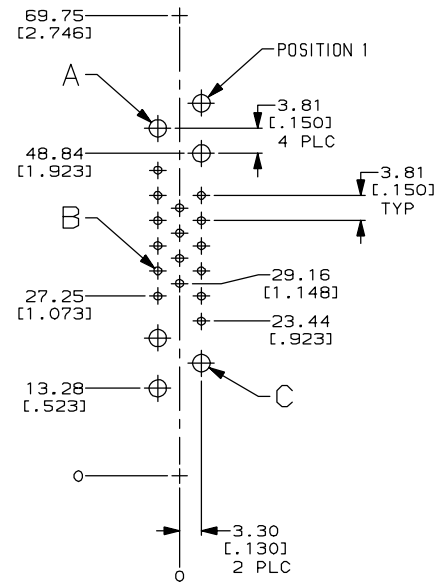 69.75
[2.746]
POSITION 1
A
3.81
[.150]
4 PLC
48.84
[1.923]
3.81
[.150]
TYP
B
29.16
[1.148]
27.25
[1.073]
23.44
[.923]
13.28
[.523]
C
0
3.30
[.130]
2 PLC
0